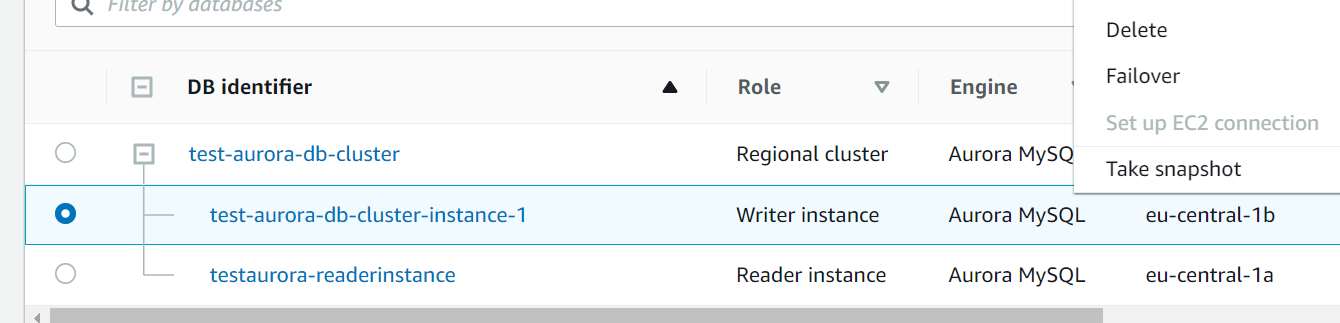 Filter by databases
Delete
Failover
Set up EC2 connection
Take snapshot
DB identifier Role Engine
test-aurora-db-cluster Regional cluster Aurora MySQ
test-aurora-db-cluster-instance-1 Writer instance Aurora MySQL eu-central-1b
testaurora-readerinstance Reader instance Aurora MySQL eu-central-1a